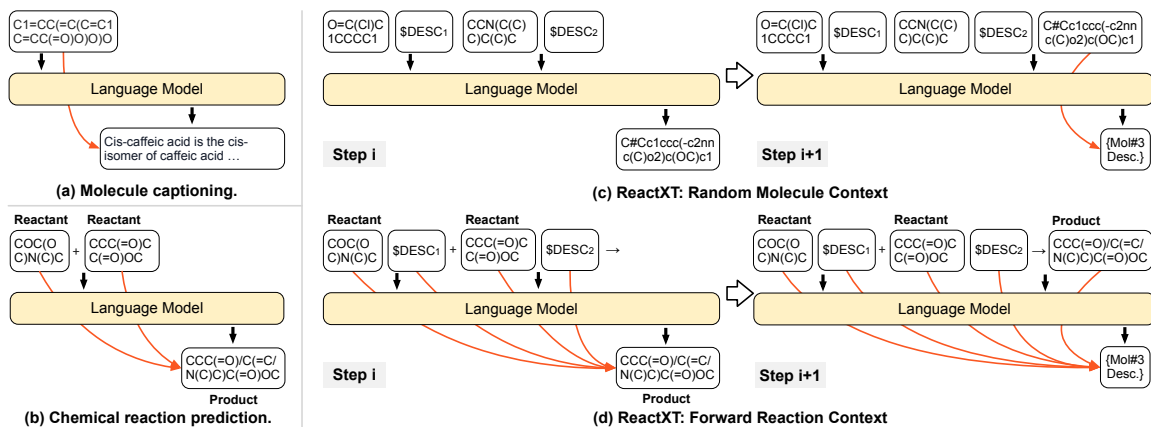 C1=CC(=C(C=C1
C=CC(=O)O)O)O
Language Model
Cis-caffeic acid is the cis-
isomer of caffeic acid ...
(a) Molecule captioning.
Reactant
Reactant
COC(O
C)N(C)C
+
CCC(=O)C
C(=O)OC
Language Model
CCC(=O)/C(=C/
N(C)C)C(=O)OC
Product
(b) Chemical reaction prediction.
O=C(Cl)C
1CCCC1
$DESC1
CCN(C(C)
C)C(C)C
$DESC2
Language Model
Step i
C#Cc1ccc(-c2nn
c(C)o2)c(OC)c1
O=C(Cl)C
1CCCC1
$DESC1
CCN(C(C)
C)C(C)C
$DESC2
C#Cc1ccc(-c2nn
c(C)o2)c(OC)c1
Language Model
Step i+1
{Mol#3
Desc.}
(c) ReactXT: Random Molecule Context
Reactant
Reactant
COC(O
C)N(C)C
$DESC1
+
CCC(=O)C
C(=O)OC
$DESC2
→
Language Model
Step i
CCC(=O)/C(=C/
N(C)C)C(=O)OC
Product
Reactant
Reactant
Product
COC(O
C)N(C)C
$DESC1
+
CCC(=O)C
C(=O)OC
$DESC2
→
CCC(=O)/C(=C/
N(C)C)C(=O)OC
Language Model
Step i+1
{Mol#3
Desc.}
(d) ReactXT: Forward Reaction Context